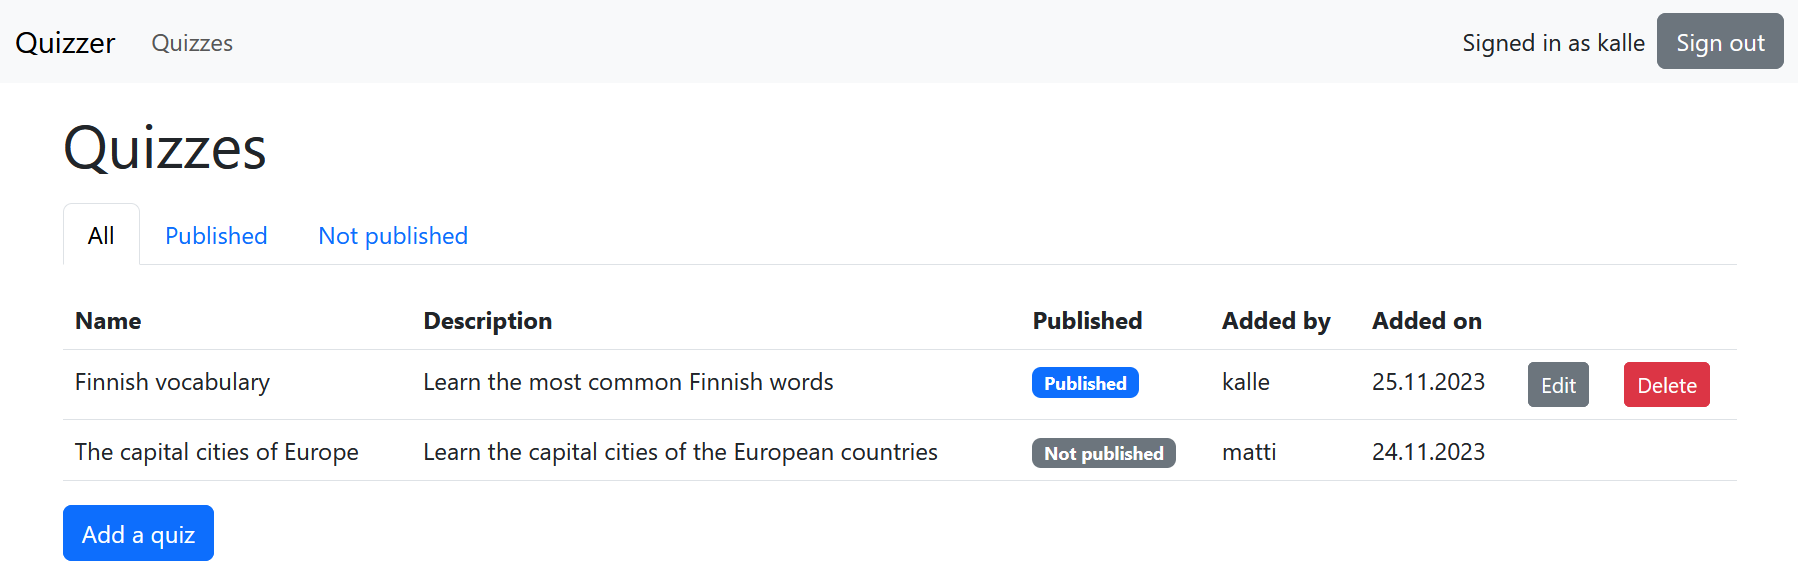 Quizzer Quizzes Signed in as kalle Sign out
Quizzes
All Published Not published
Name Description Published Added by Added on
Finnish vocabulary Learn the most common Finnish words Published kalle 25.11.2023 Edit Delete
The capital cities of Europe Learn the capital cities of the European countries Not published matti 24.11.2023
Add a quiz